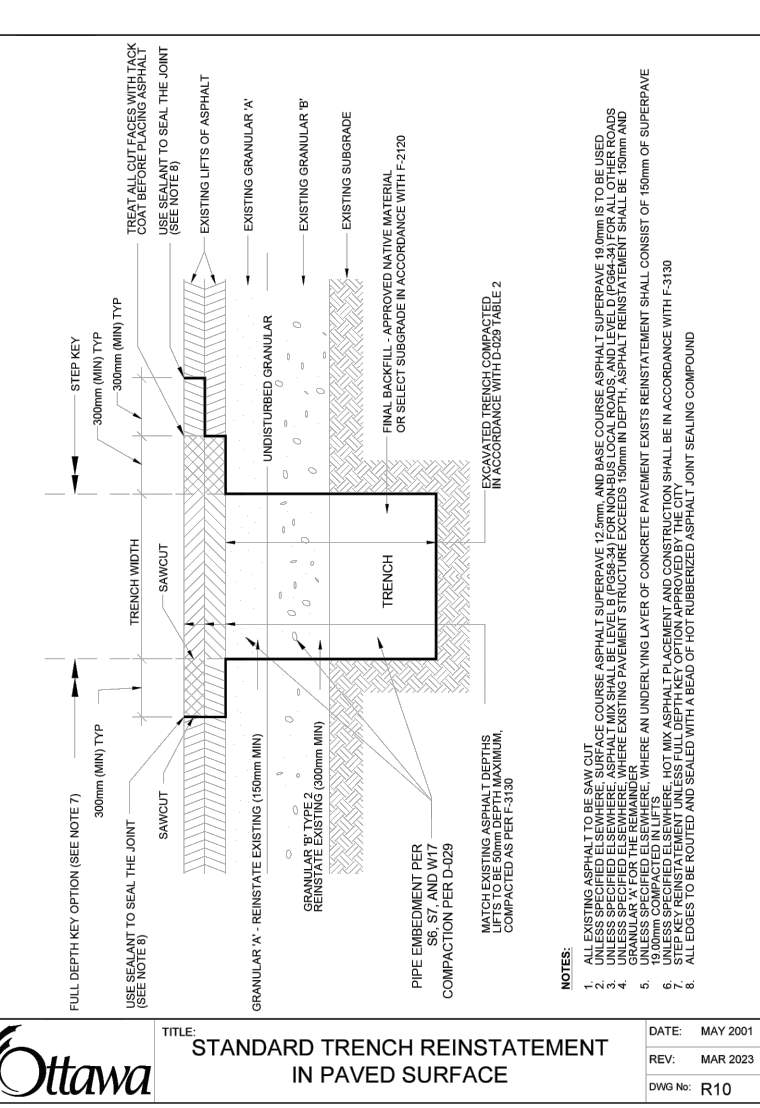 FULL DEPTH KEY OPTION (SEE NOTE 7)
STEP KEY
300mm (MIN) TYP
TRENCH WIDTH
300mm (MIN) TYP
300mm (MIN) TYP
USE SEALANT TO SEAL THE JOINT
(SEE NOTE 8)
SAWCUT
SAWCUT
TREAT ALL CUT FACES WITH TACK
COAT BEFORE PLACING ASPHALT
USE SEALANT TO SEAL THE JOINT
(SEE NOTE 8)
EXISTING LIFTS OF ASPHALT
GRANULAR 'A' - REINSTATE EXISTING (150mm MIN)
UNDISTURBED GRANULAR
EXISTING GRANULAR 'A'
GRANULAR 'B' TYPE 2
REINSTATE EXISTING (300mm MIN)
EXISTING GRANULAR 'B'
EXISTING SUBGRADE
TRENCH
FINAL BACKFILL - APPROVED NATIVE MATERIAL
OR SELECT SUBGRADE IN ACCORDANCE WITH F-2120
PIPE EMBEDMENT PER
S6, S7, AND W17
COMPACTION PER D-029
MATCH EXISTING ASPHALT DEPTHS
LIFTS TO BE 50mm DEPTH MAXIMUM,
COMPACTED AS PER F-3130
EXCAVATED TRENCH COMPACTED
IN ACCORDANCE WITH D-029 TABLE 2
NOTES:
1. ALL EXISTING ASPHALT TO BE SAW CUT
2. UNLESS SPECIFIED ELSEWHERE, SURFACE COURSE ASPHALT SUPERPAVE 12.5mm, AND BASE COURSE ASPHALT SUPERPAVE 19.0mm IS TO BE USED
3. UNLESS SPECIFIED ELSEWHERE, ASPHALT MIX SHALL BE LEVEL B (PG58-34) FOR NON-BUS LOCAL ROADS, AND LEVEL D (PG64-34) FOR ALL OTHER ROADS
4. UNLESS SPECIFIED ELSEWHERE, WHERE EXISTING PAVEMENT STRUCTURE EXCEEDS 150mm IN DEPTH, ASPHALT REINSTATEMENT SHALL BE 150mm AND
GRANULAR 'A' FOR THE REMAINDER
5. UNLESS SPECIFIED ELSEWHERE, WHERE AN UNDERLYING LAYER OF CONCRETE PAVEMENT EXISTS REINSTATEMENT SHALL CONSIST OF 150mm OF SUPERPAVE
19.00mm COMPACTED IN LIFTS
6. UNLESS SPECIFIED ELSEWHERE, HOT MIX ASPHALT PLACEMENT AND CONSTRUCTION SHALL BE IN ACCORDANCE WITH F-3130
7. STEP KEY REINSTATEMENT UNLESS FULL DEPTH KEY OPTION APPROVED BY THE CITY
8. ALL EDGES TO BE ROUTED AND SEALED WITH A BEAD OF HOT RUBBERIZED ASPHALT JOINT SEALING COMPOUND
Ottawa
TITLE:
STANDARD TRENCH REINSTATEMENT
IN PAVED SURFACE
DATE: MAY 2001
REV: MAR 2023
DWG No: R10